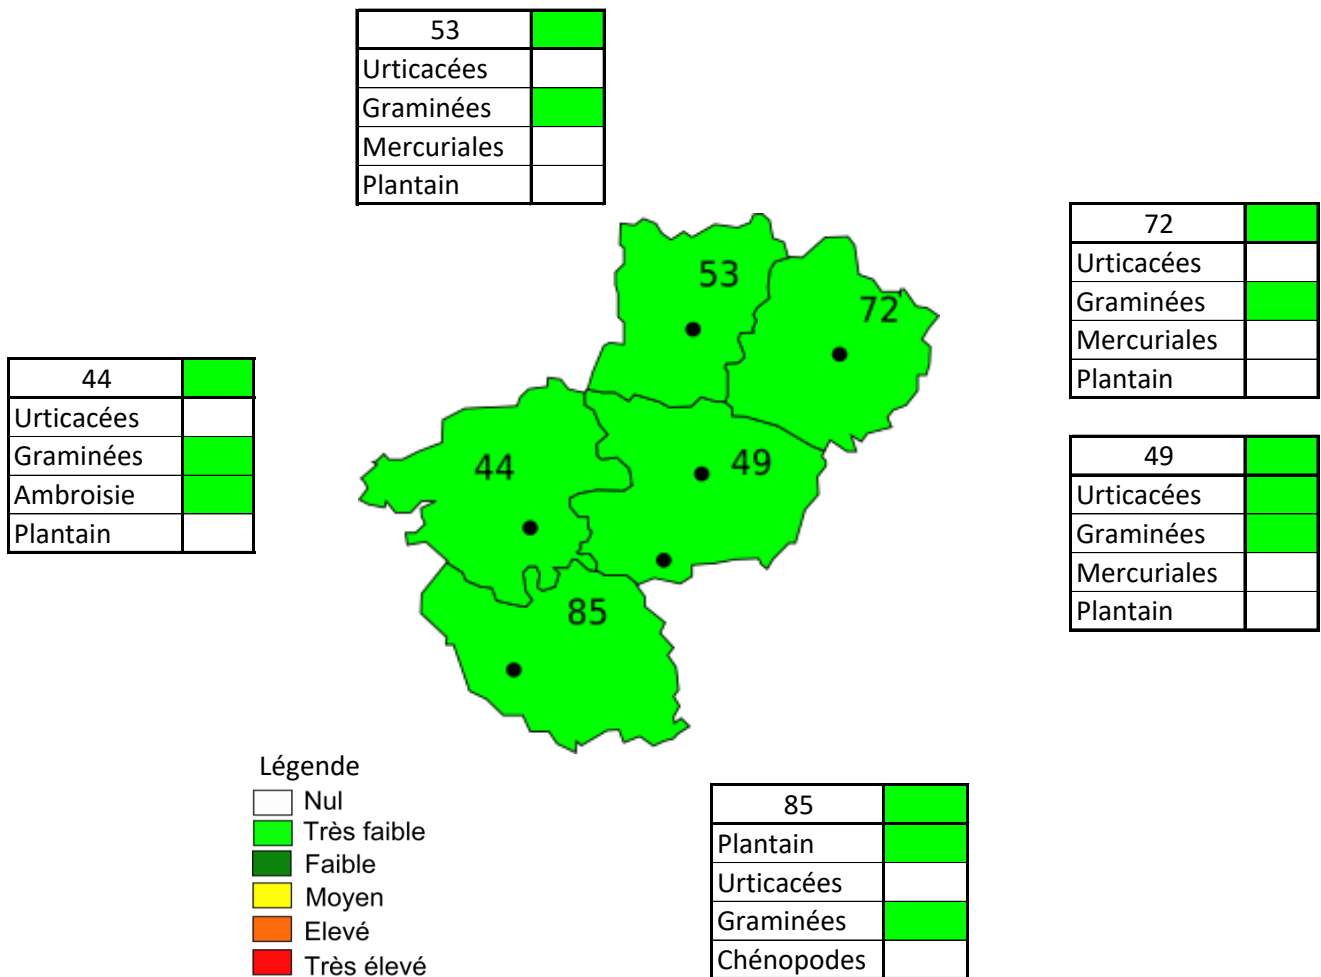 53
Urticacées
Graminées
Mercuriales
Plantain
72
Urticacées
Graminées
Mercuriales
Plantain
44
Urticacées
Graminées
Ambroisie
Plantain
49
Urticacées
Graminées
Mercuriales
Plantain
53
72
44
49
85
Légende
Nul
Très faible
Faible
Moyen
Elevé
Très élevé
85
Plantain
Urticacées
Graminées
Chénopodes